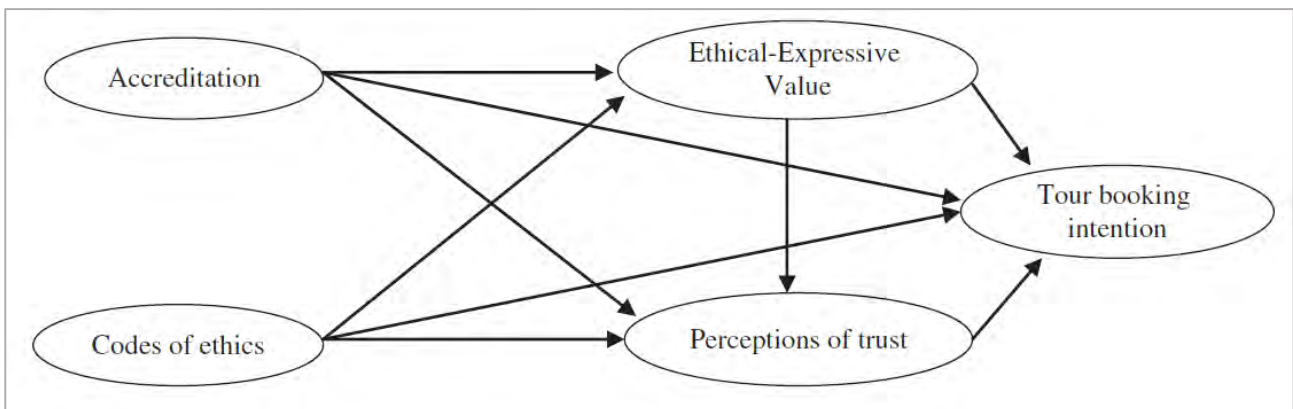 Accreditation
Ethical-Expressive
Value
Tour booking
intention
Codes of ethics
Perceptions of trust